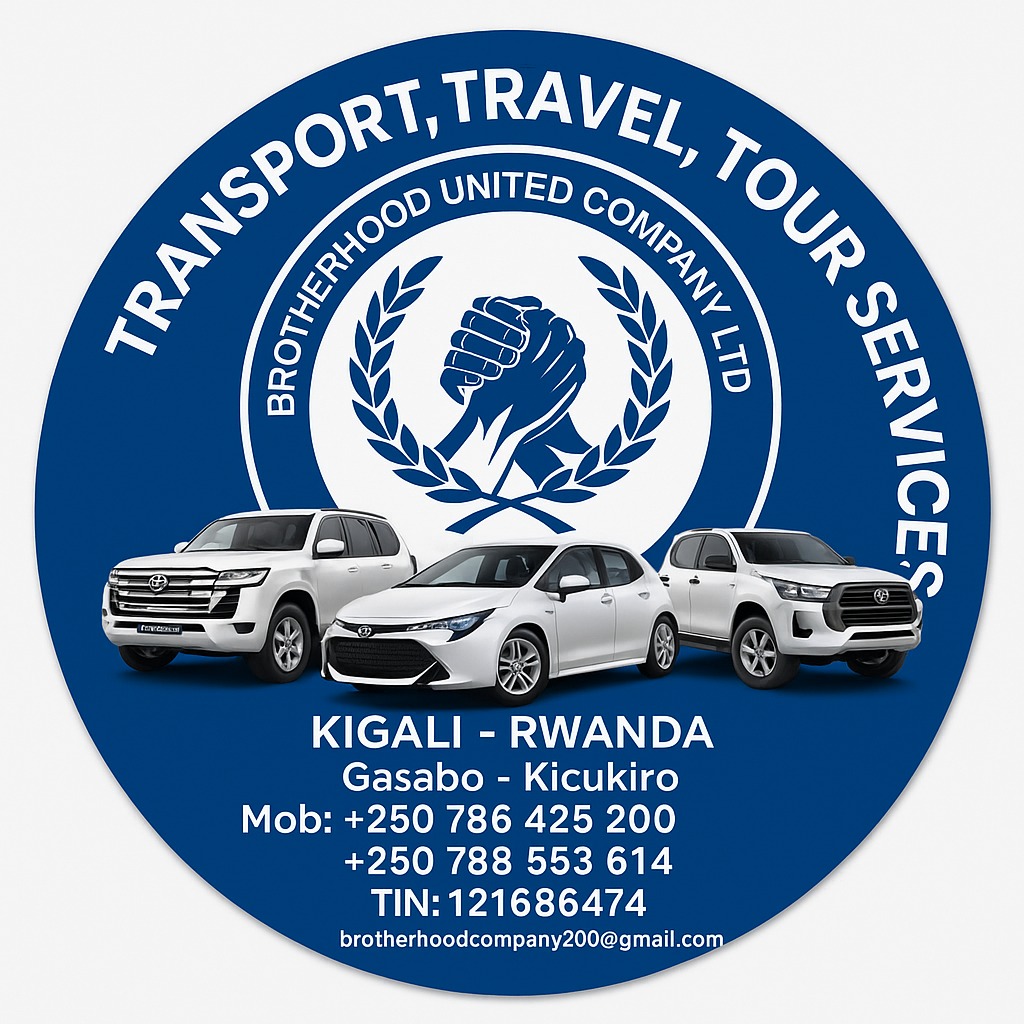 TRANSPORT, TRAVEL, TOUR SERVICES
BROTHERHOOD UNITED COMPANY LTD
KIGALI - RWANDA
Gasabo - Kicukiro
Mob: +250 786 425 200
+250 788 553 614
TIN: 121686474
brotherhoodcompany200@gmail.com